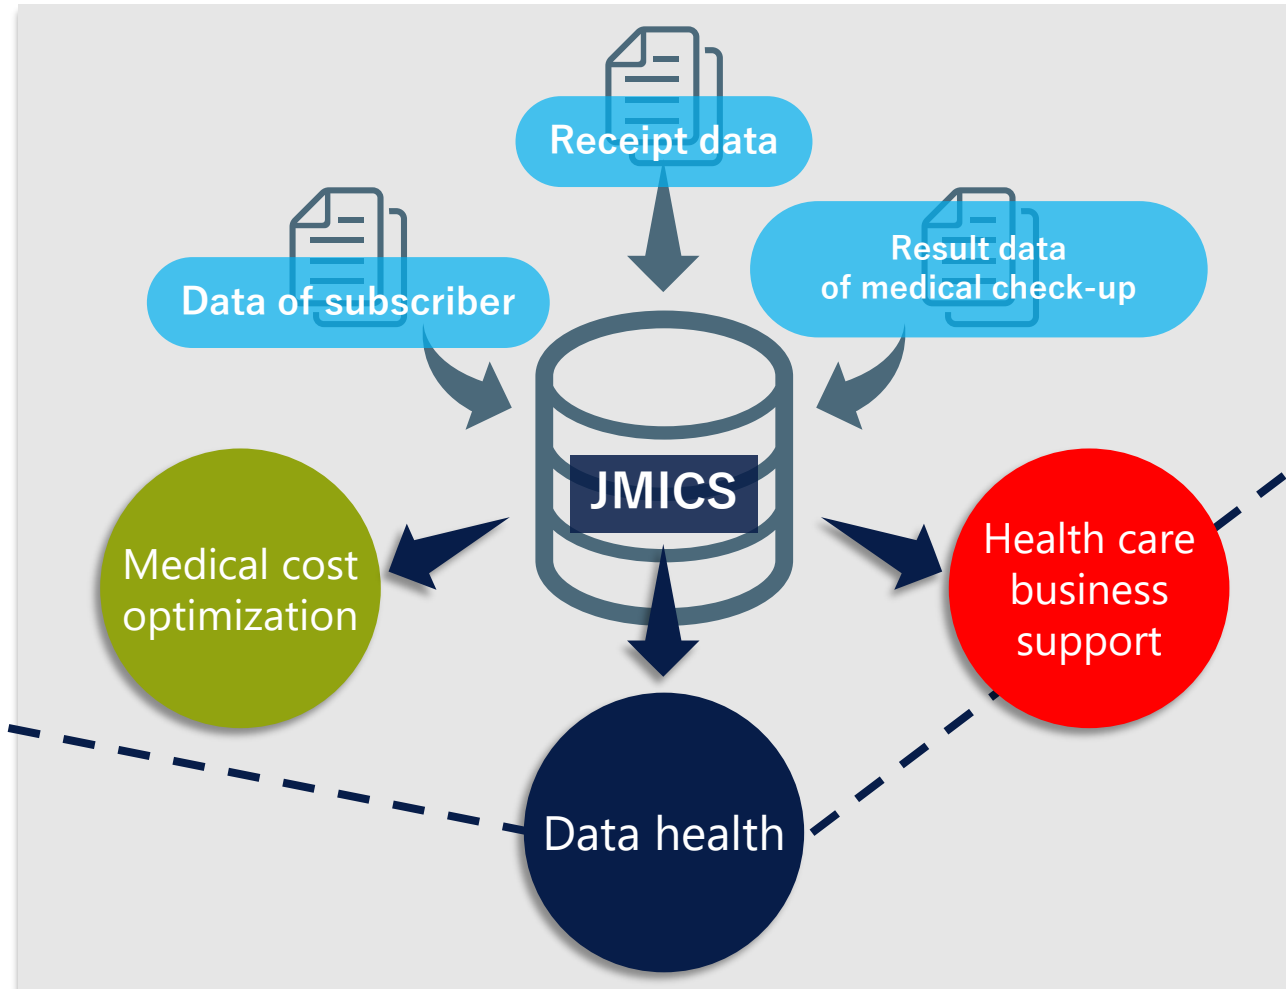 Receipt data
Data of subscriber
Result data
of medical check-up
JMICS
Medical cost
optimization
Health care
business
support
Data health